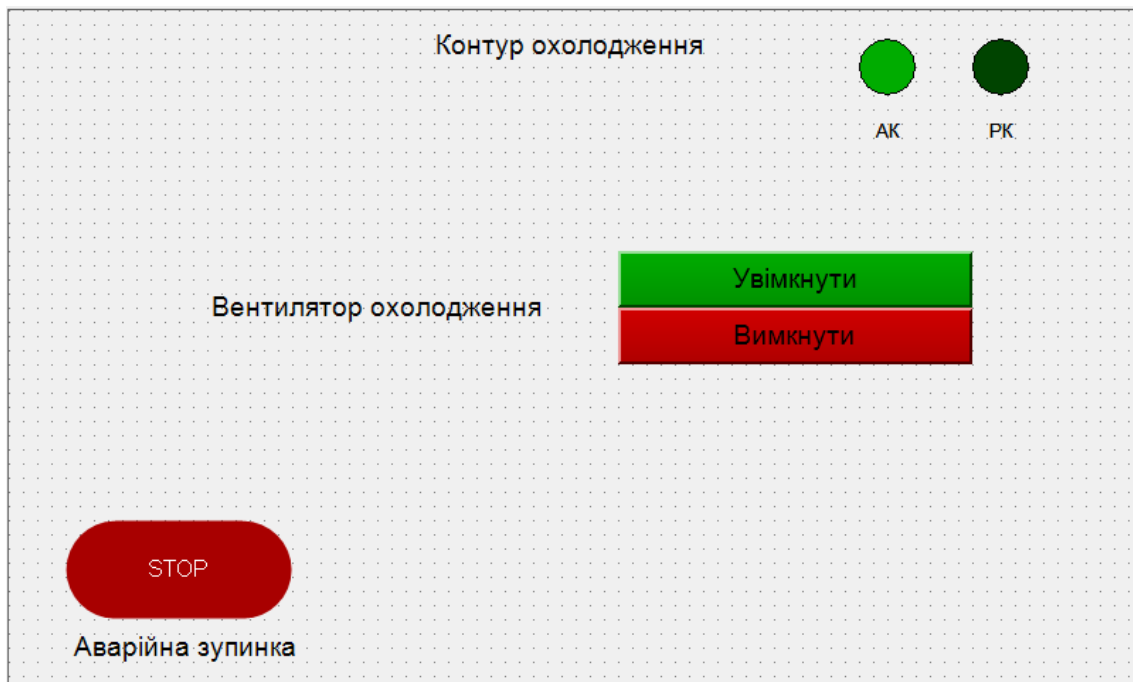 Контур охолодження
АК
РК
Вентилятор охолодження
Увімкнути
Вимкнути
STOP
Аварійна зупинка